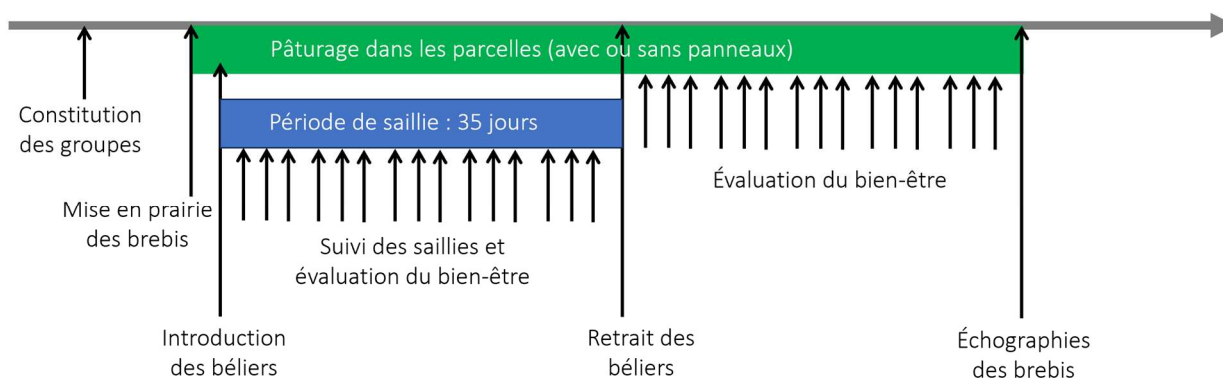 Pâturage dans les parcelles (avec ou sans panneaux)
Constitution
des groupes
Période de saillie : 35 jours
Évaluation du bien-être
Mise en prairie
des brebis
Suivi des saillies et
évaluation du bien-être
Introduction
des béliers
Retrait des
béliers
Échographies
des brebis